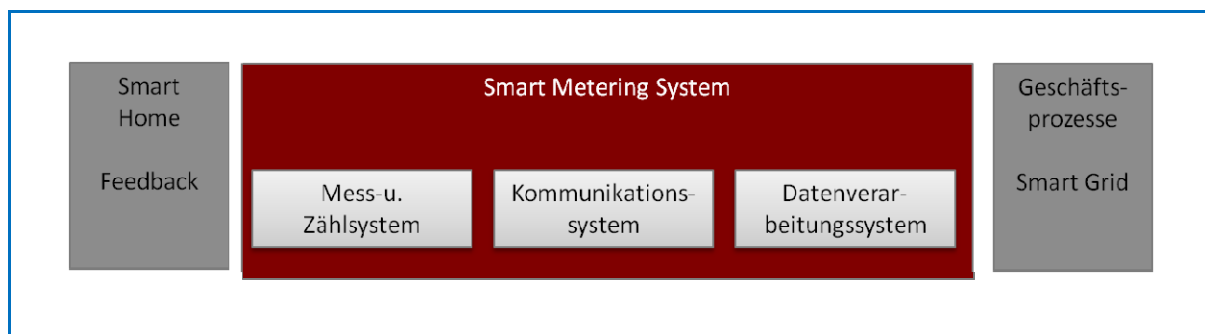 Smart
Home
Feedback
Smart Metering System
Mess-u.
Zählsystem
Kommunikations-
system
Datenverar-
beitungssystem
Geschäfts-
prozesse
Smart Grid